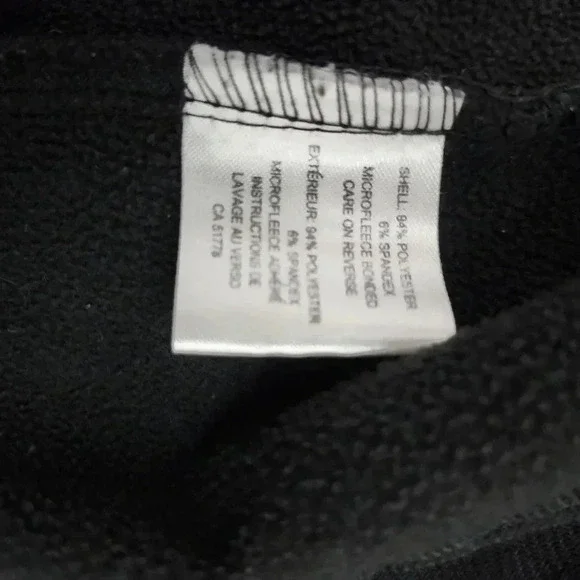 SHELL: 94% POLYESTER
6% SPANDEX
MICROFLEECE BONDED
CARE ON REVERSE
EXTÉRIEUR: 94% POLYESTER
6% SPANDEX
MICROFLEECE ADHÉRÉ
INSTRUCTIONS DE
LAVAGE AU VERSO
CA 51778